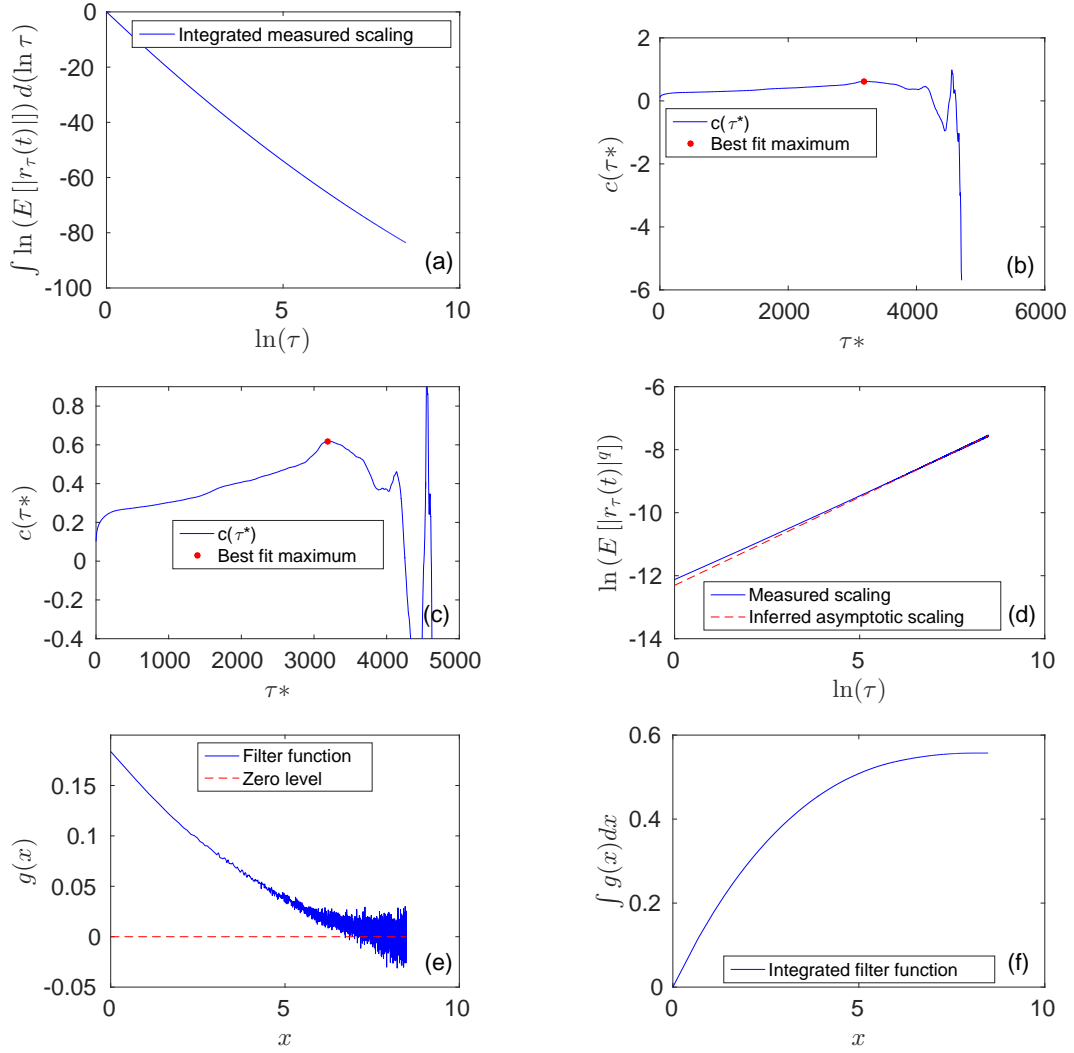 0
-20
-40
-60
-80
-100
∫ ln (E [|r_τ(t)|]) d(ln τ)
Integrated measured scaling
(a)
0 5 10
ln(τ)
2
0
-2
-4
-6
c(τ*)
c(τ*)
Best fit maximum
(b)
0 2000 4000 6000
τ*
0.8
0.6
0.4
0.2
0
-0.2
-0.4
c(τ*)
c(τ*)
Best fit maximum
(c)
0 1000 2000 3000 4000 5000
τ*
-6
-8
-10
-12
-14
ln (E [|r_τ(t)|^q])
Measured scaling
Inferred asymptotic scaling
(d)
0 5 10
ln(τ)
0.15
0.1
0.05
0
-0.05
g(x)
Filter function
Zero level
(e)
0 5 10
x
0.6
0.4
0.2
0
∫ g(x)dx
Integrated filter function
(f)
0 5 10
x